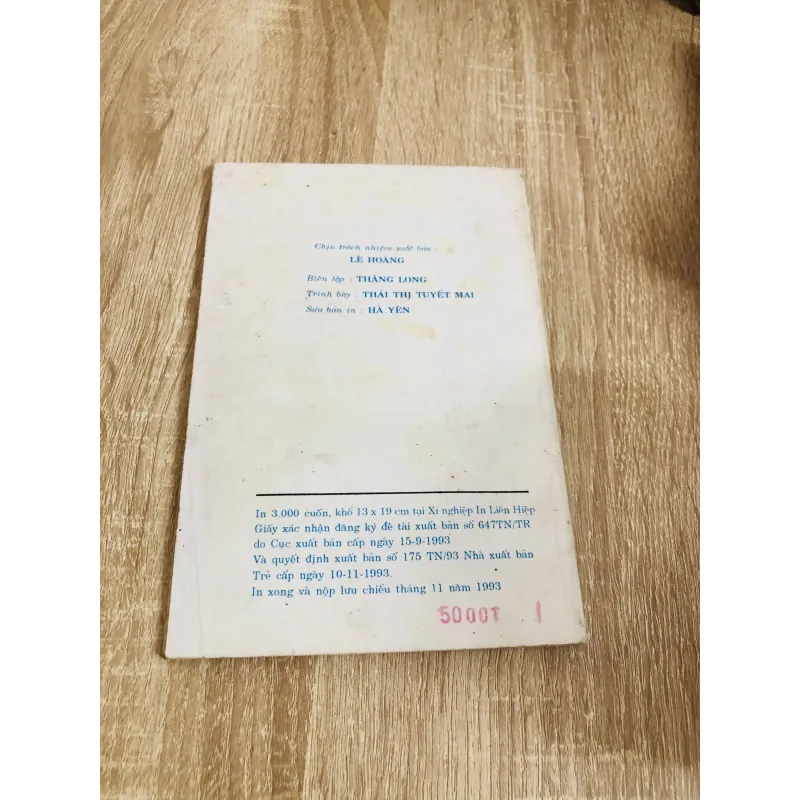 Chịu trách nhiệm xuất bản :
LÊ HOÀNG
Biên tập : THĂNG LONG
Trình bày : THÁI THỊ TUYẾT MAI
Sửa bản in : HÀ YÊN
In 3.000 cuốn, khổ 13 x 19 cm tại Xí nghiệp In Liên Hiệp
Giấy xác nhận đăng ký đề tài xuất bản số 647TN/TR
do Cục xuất bản cấp ngày 15-9-1993
Và quyết định xuất bản số 175 TN/93 Nhà xuất bản
Trẻ cấp ngày 10-11-1993.
In xong và nộp lưu chiểu tháng 11 năm 1993
5000T